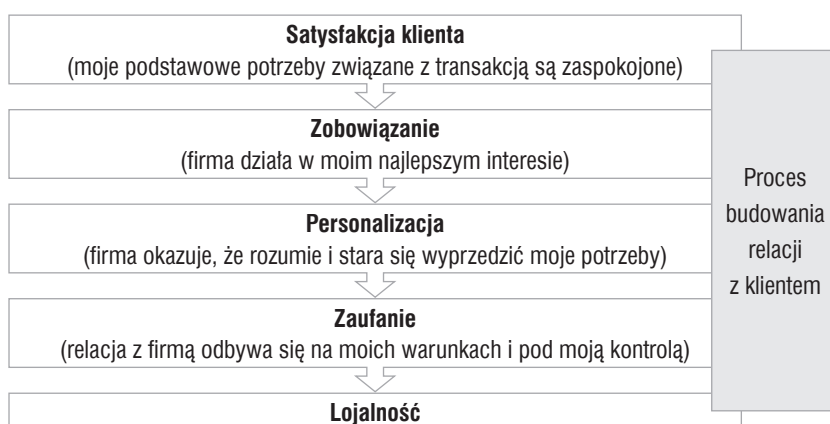 Satysfakcja klienta
(moje podstawowe potrzeby związane z transakcją są zaspokojone)
Zobowiązanie
(firma działa w moim najlepszym interesie)
Personalizacja
(firma okazuje, że rozumie i stara się wyprzedzić moje potrzeby)
Zaufanie
(relacja z firmą odbywa się na moich warunkach i pod moją kontrolą)
Lojalność
Proces
budowania
relacji
z klientem